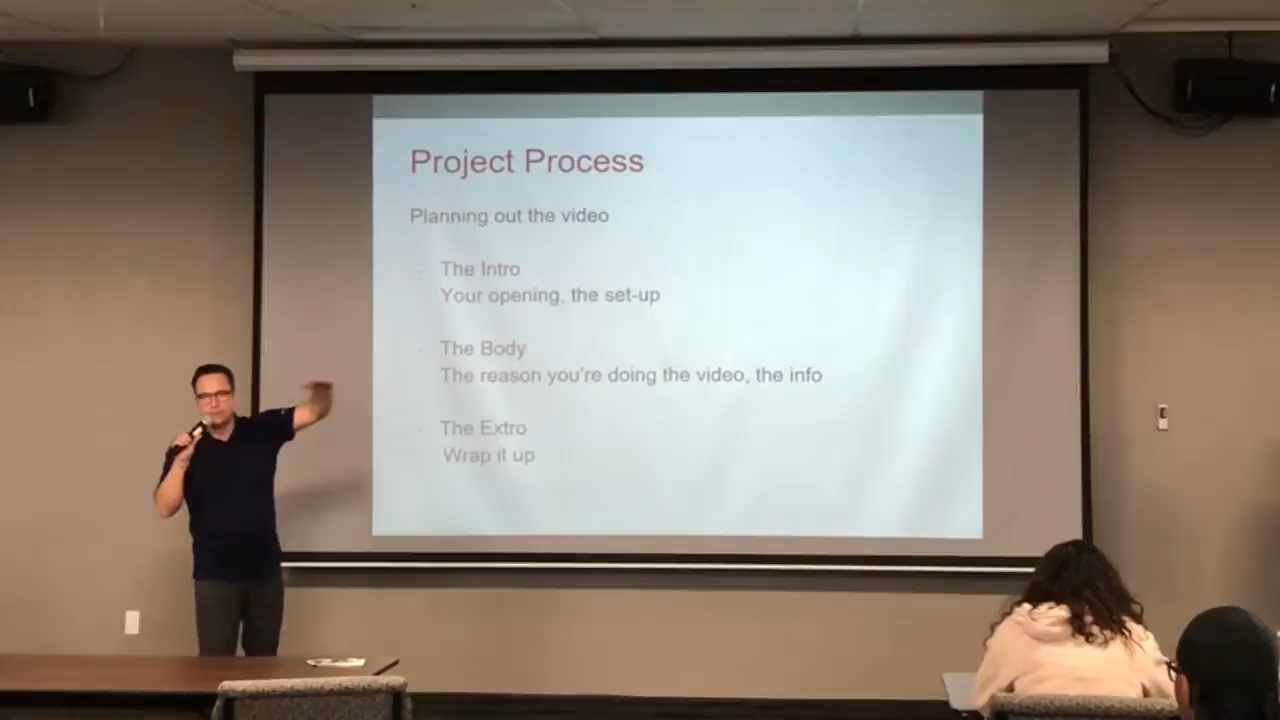 Project Process
Planning out the video
The Intro
Your opening, the set-up
The Body
The reason you're doing the video, the info
The Extro
Wrap it up